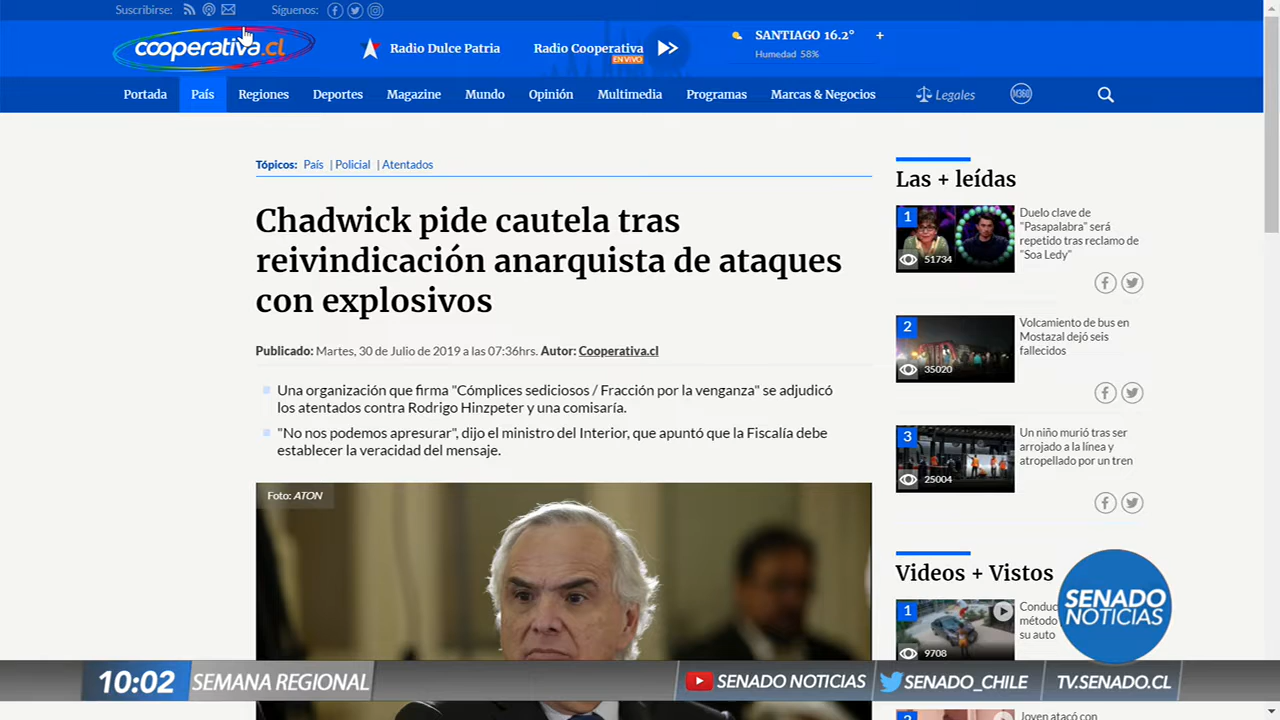 Suscribirse:
Síguenos:
cooperativa.cl
Radio Dulce Patria
Radio Cooperativa
EN VIVO
SANTIAGO 16.2° +
Humedad 58%
Portada País Regiones Deportes Magazine Mundo Opinión Multimedia Programas Marcas & Negocios Legales M360
Tópicos: País | Policial | Atentados
Chadwick pide cautela tras
reivindicación anarquista de ataques
con explosivos
Publicado: Martes, 30 de Julio de 2019 a las 07:36hrs. Autor: Cooperativa.cl
Una organización que firma "Cómplices sediciosos / Fracción por la venganza" se adjudicó
los atentados contra Rodrigo Hinzpeter y una comisaría.
"No nos podemos apresurar", dijo el ministro del Interior, que apuntó que la Fiscalía debe
establecer la veracidad del mensaje.
Foto: ATON
Las + leídas
1
51734
Duelo clave de
"Pasapalabra" será
repetido tras reclamo de
"Soa Ledy"
2
35020
Volcamiento de bus en
Mostazal dejó seis
fallecidos
3
25004
Un niño murió tras ser
arrojado a la línea y
atropellado por un tren
Videos + Vistos
1
9708
Conduc
método
su auto
2
Joven atacó con
SENADO
NOTICIAS
10:02 SEMANA REGIONAL
SENADO NOTICIAS
SENADO_CHILE
TV.SENADO.CL